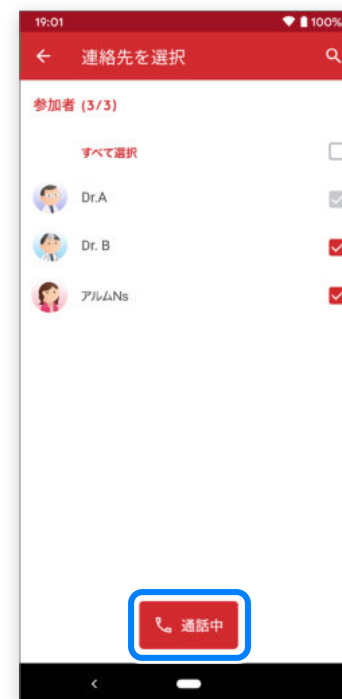 19:01 100%
連絡先を選択
参加者 (3/3)
すべて選択
Dr.A
Dr. B
アルムNs
通話中